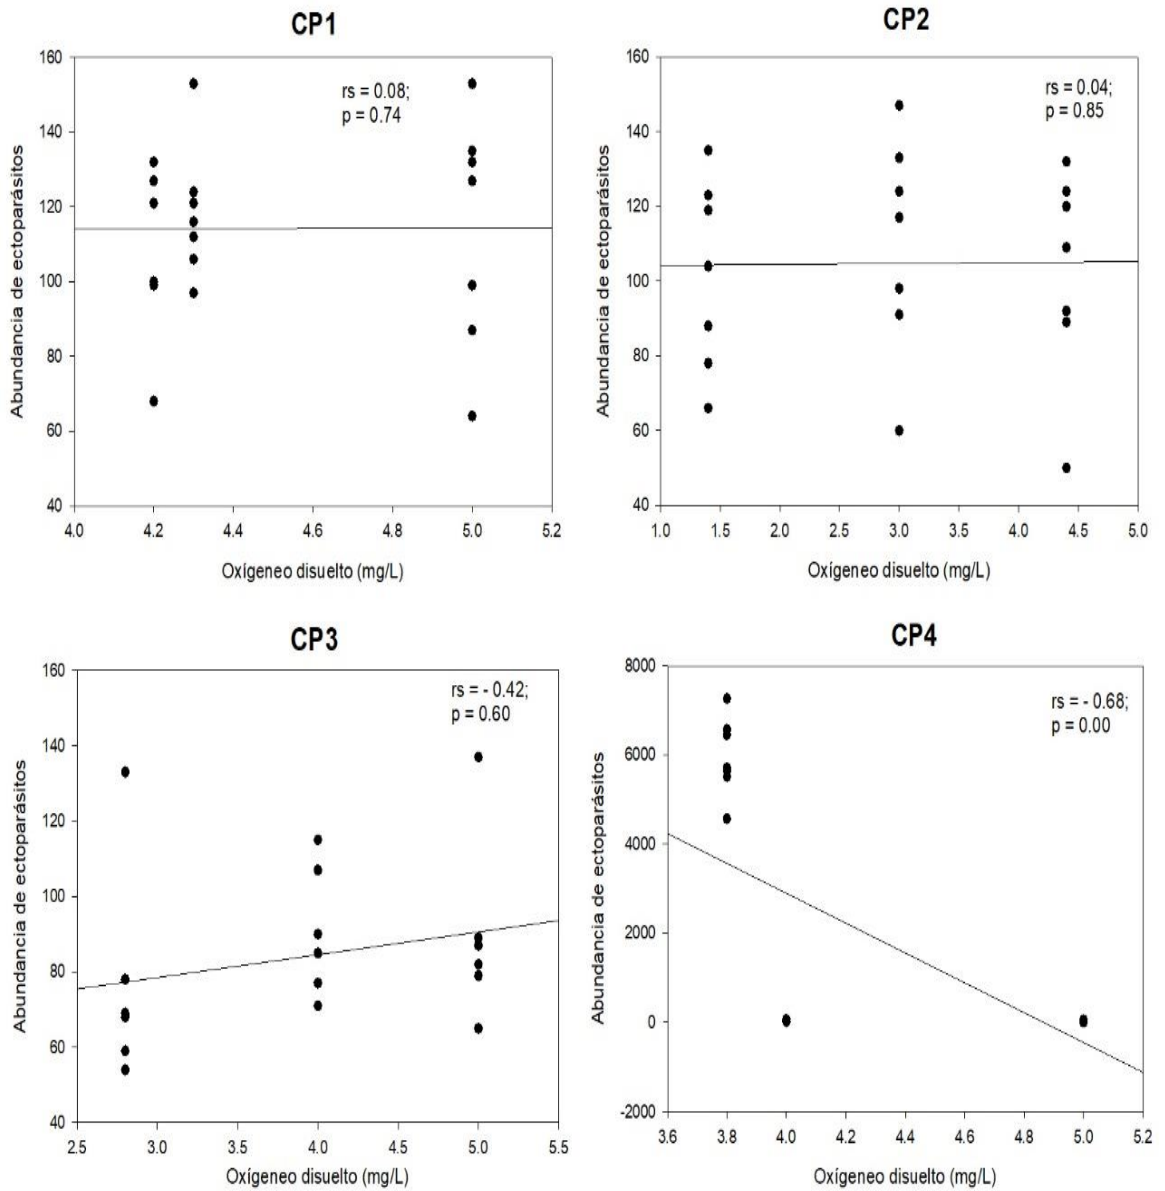 CP1
160
140
120
100
80
60
40
4.0 4.2 4.4 4.6 4.8 5.0 5.2
Abundancia de ectoparásitos
Oxígeneo disuelto (mg/L)
rs = 0.08;
p = 0.74
CP2
160
140
120
100
80
60
40
1.0 1.5 2.0 2.5 3.0 3.5 4.0 4.5 5.0
Abundancia de ectoparásitos
Oxígeneo disuelto (mg/L)
rs = 0.04;
p = 0.85
CP3
160
140
120
100
80
60
40
2.5 3.0 3.5 4.0 4.5 5.0 5.5
Abundancia de ectoparásitos
Oxígeneo disuelto (mg/L)
rs = - 0.42;
p = 0.60
CP4
8000
6000
4000
2000
0
-2000
3.6 3.8 4.0 4.2 4.4 4.6 4.8 5.0 5.2
Abundancia de ectoparásitos
Oxígeneo disuelto (mg/L)
rs = - 0.68;
p = 0.00